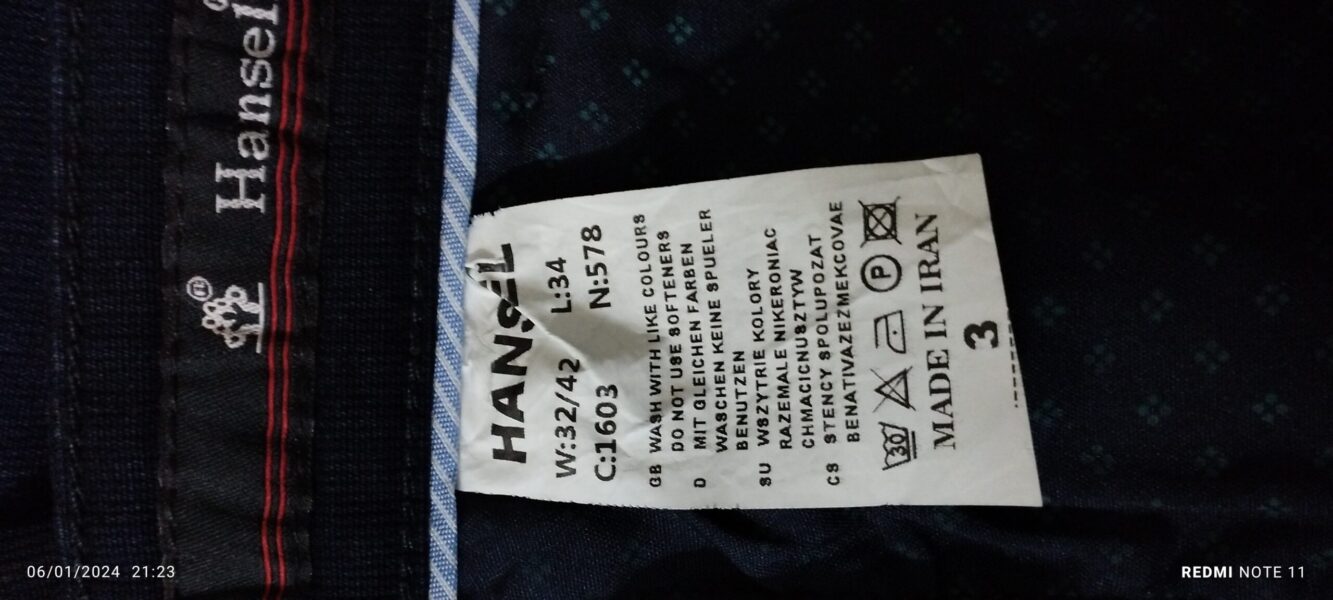 Hansel
HANSEL
W:32/42 L:34
C:1603 N:578
GB WASH WITH LIKE COLOURS
DO NOT USE SOFTENERS
D MIT GLEICHEN FARBEN
WASCHEN KEINE SPUELER
BENUTZEN
SU WSZYTRIE KOLORY
RAZEMALE NIKERONIAC
CHMACICNUSZTYW
CS STENCY SPOLUPOZAT
BENATIVAZEZMEKCOVAE
30 P
MADE IN IRAN
3
06/01/2024 21:23
REDMI NOTE 11